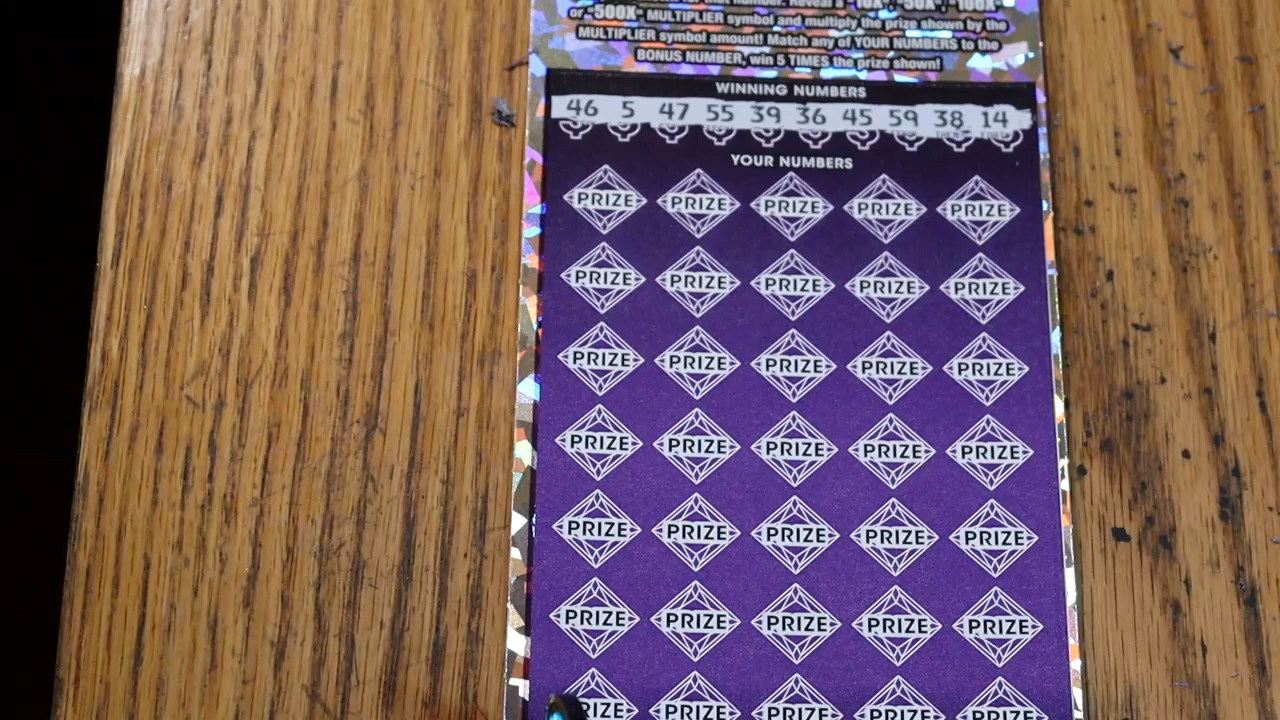 or "500X" MULTIPLIER symbol and multiply the prize shown by the
MULTIPLIER symbol amount! Match any of YOUR NUMBERS to the
BONUS NUMBER, win 5 TIMES the prize shown!
WINNING NUMBERS
46 5 47 55 39 36 45 59 38 14
YOUR NUMBERS
PRIZE PRIZE PRIZE PRIZE PRIZE
PRIZE PRIZE PRIZE PRIZE PRIZE
PRIZE PRIZE PRIZE PRIZE PRIZE
PRIZE PRIZE PRIZE PRIZE PRIZE
PRIZE PRIZE PRIZE PRIZE PRIZE
PRIZE PRIZE PRIZE PRIZE PRIZE
PRIZE PRIZE PRIZE PRIZE PRIZE